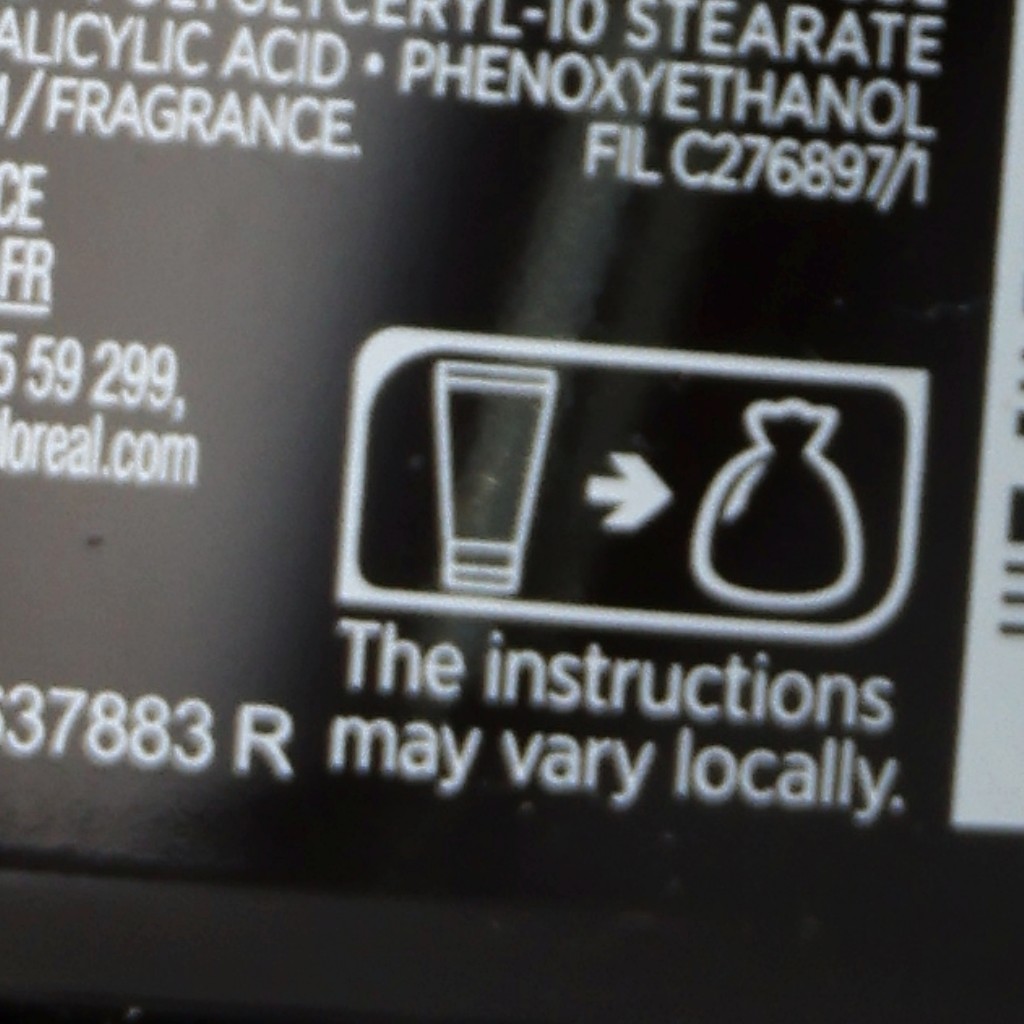 STEARATE
ALICYLIC ACID • PHENOXYETHANOL
/FRAGRANCE.
FIL C276897/1
CE
FR
5 59 299,
loreal.com
The instructions
may vary locally.
37883 R